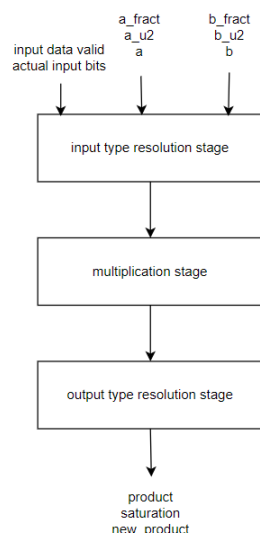 input data valid
actual input bits
a_fract
a_u2
a
b_fract
b_u2
b
input type resolution stage
multiplication stage
output type resolution stage
product
saturation
new_product